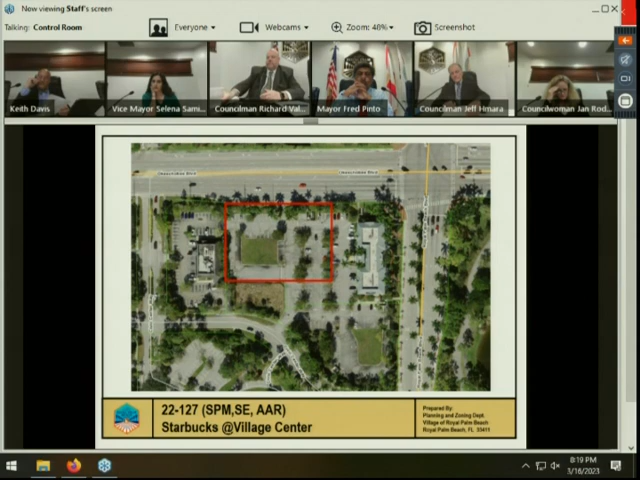 Now viewing Staff's screen
Talking: Control Room
Everyone
Webcams
Zoom: 40%
Screenshot
Keith Davis
Vice Mayor Selena Sami...
Councilman Richard Val...
Mayor Fred Pinto
Councilman Jeff Hmara
Councilwoman Jan Rod...
22-127 (SPM,SE, AAR)
Starbucks @Village Center
Prepared By:
Planning and Zoning Dept.
Village of Royal Palm Beach
Royal Palm Beach, FL 33411
8:19 PM
3/16/2023